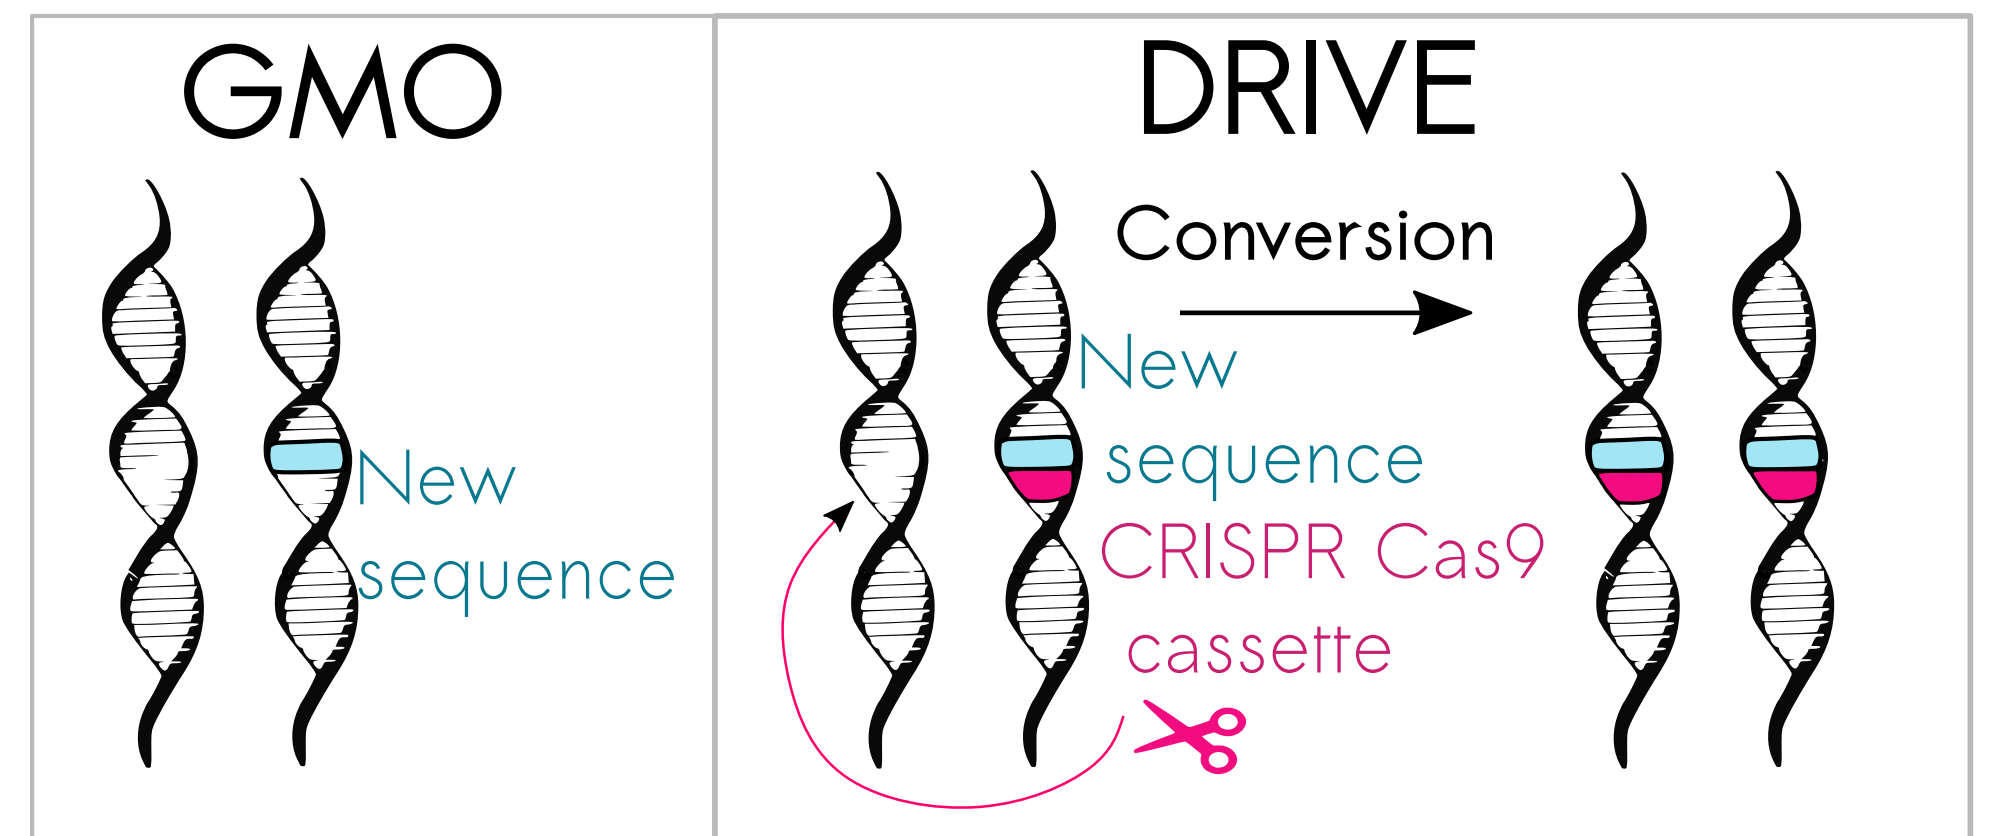 GMO
New
sequence
DRIVE
Conversion
New
sequence
CRISPR Cas9
cassette